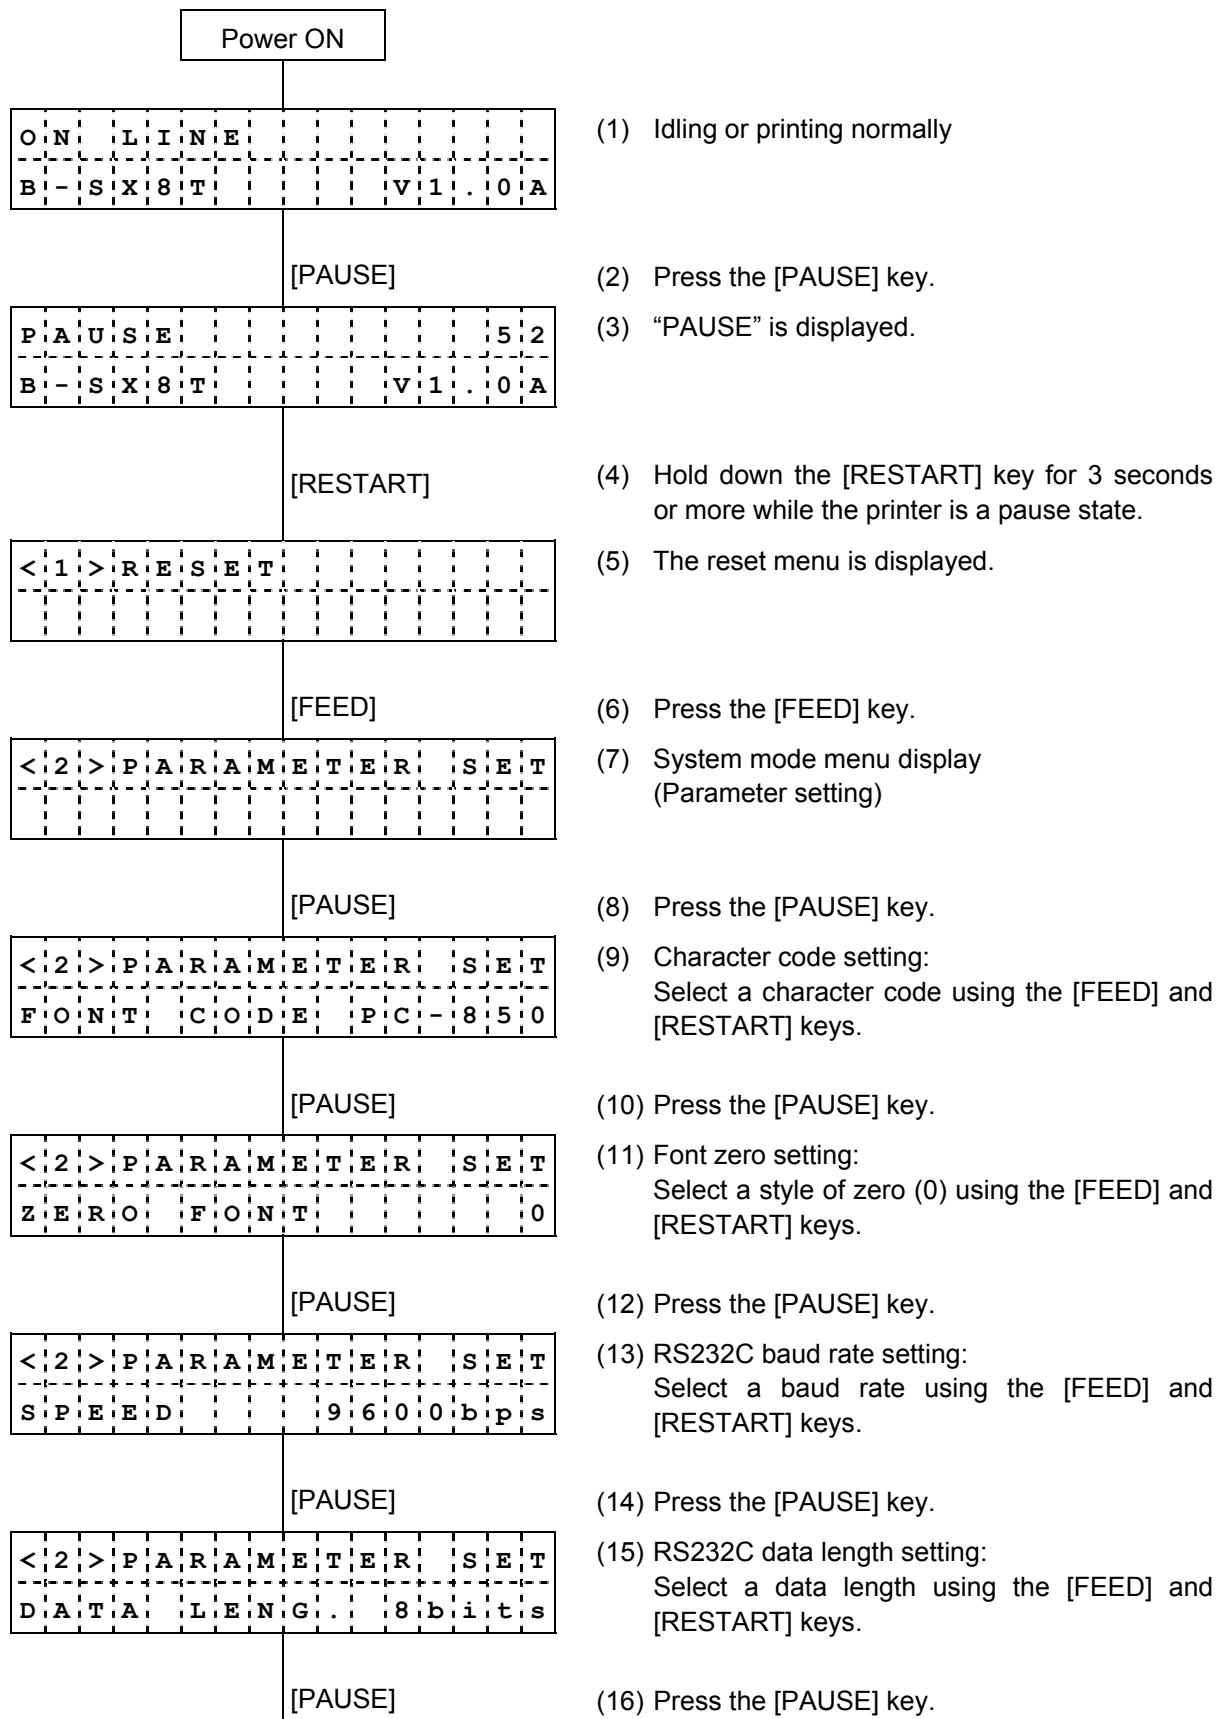 Power ON
ON LINE
B-SX8T V1.0A
(1) Idling or printing normally
[PAUSE]
(2) Press the [PAUSE] key.
PAUSE 52
B-SX8T V1.0A
(3) “PAUSE” is displayed.
[RESTART]
(4) Hold down the [RESTART] key for 3 seconds
or more while the printer is a pause state.
<1>RESET
(5) The reset menu is displayed.
[FEED]
(6) Press the [FEED] key.
<2>PARAMETER SET
(7) System mode menu display
(Parameter setting)
[PAUSE]
(8) Press the [PAUSE] key.
<2>PARAMETER SET
FONT CODE PC-850
(9) Character code setting:
Select a character code using the [FEED] and
[RESTART] keys.
[PAUSE]
(10) Press the [PAUSE] key.
<2>PARAMETER SET
ZERO FONT 0
(11) Font zero setting:
Select a style of zero (0) using the [FEED] and
[RESTART] keys.
[PAUSE]
(12) Press the [PAUSE] key.
<2>PARAMETER SET
SPEED 9600bps
(13) RS232C baud rate setting:
Select a baud rate using the [FEED] and
[RESTART] keys.
[PAUSE]
(14) Press the [PAUSE] key.
<2>PARAMETER SET
DATA LENG. 8bits
(15) RS232C data length setting:
Select a data length using the [FEED] and
[RESTART] keys.
[PAUSE]
(16) Press the [PAUSE] key.